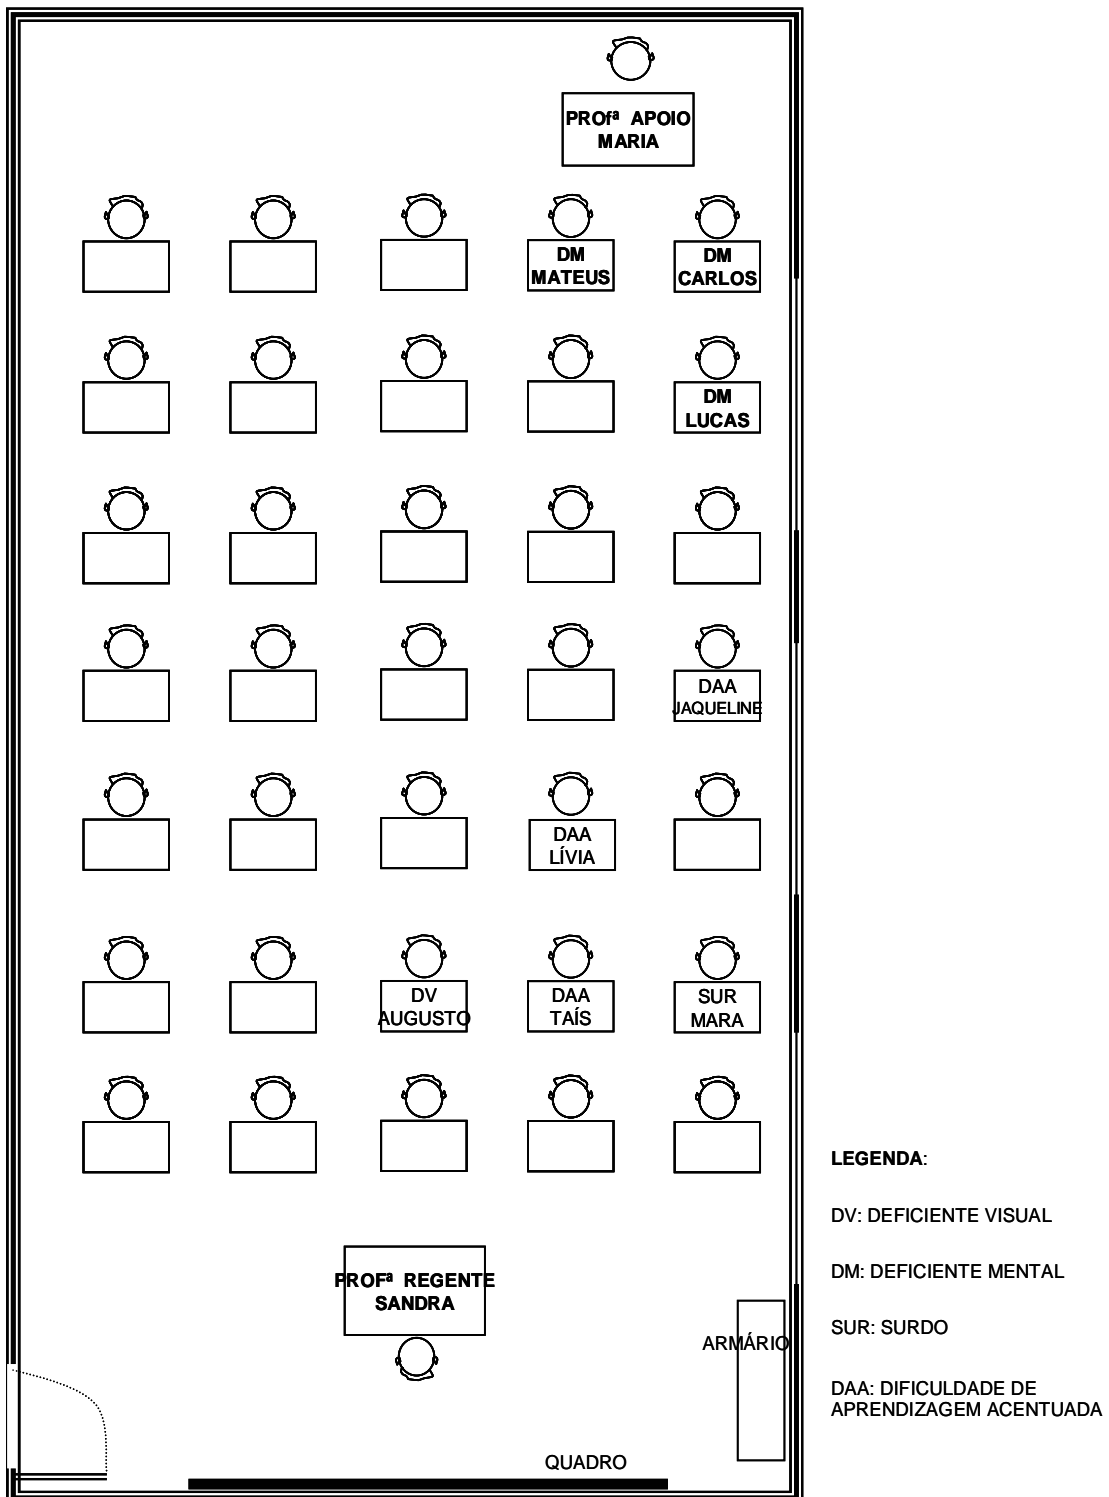 PROfª APOIO
MARIA
DM
MATEUS
DM
CARLOS
DM
LUCAS
DAA
JAQUELINE
DAA
LÍVIA
DV
AUGUSTO
DAA
TAÍS
SUR
MARA
PROFª REGENTE
SANDRA
ARMÁRIO
QUADRO
LEGENDA:
DV: DEFICIENTE VISUAL
DM: DEFICIENTE MENTAL
SUR: SURDO
DAA: DIFICULDADE DE
APRENDIZAGEM ACENTUADA